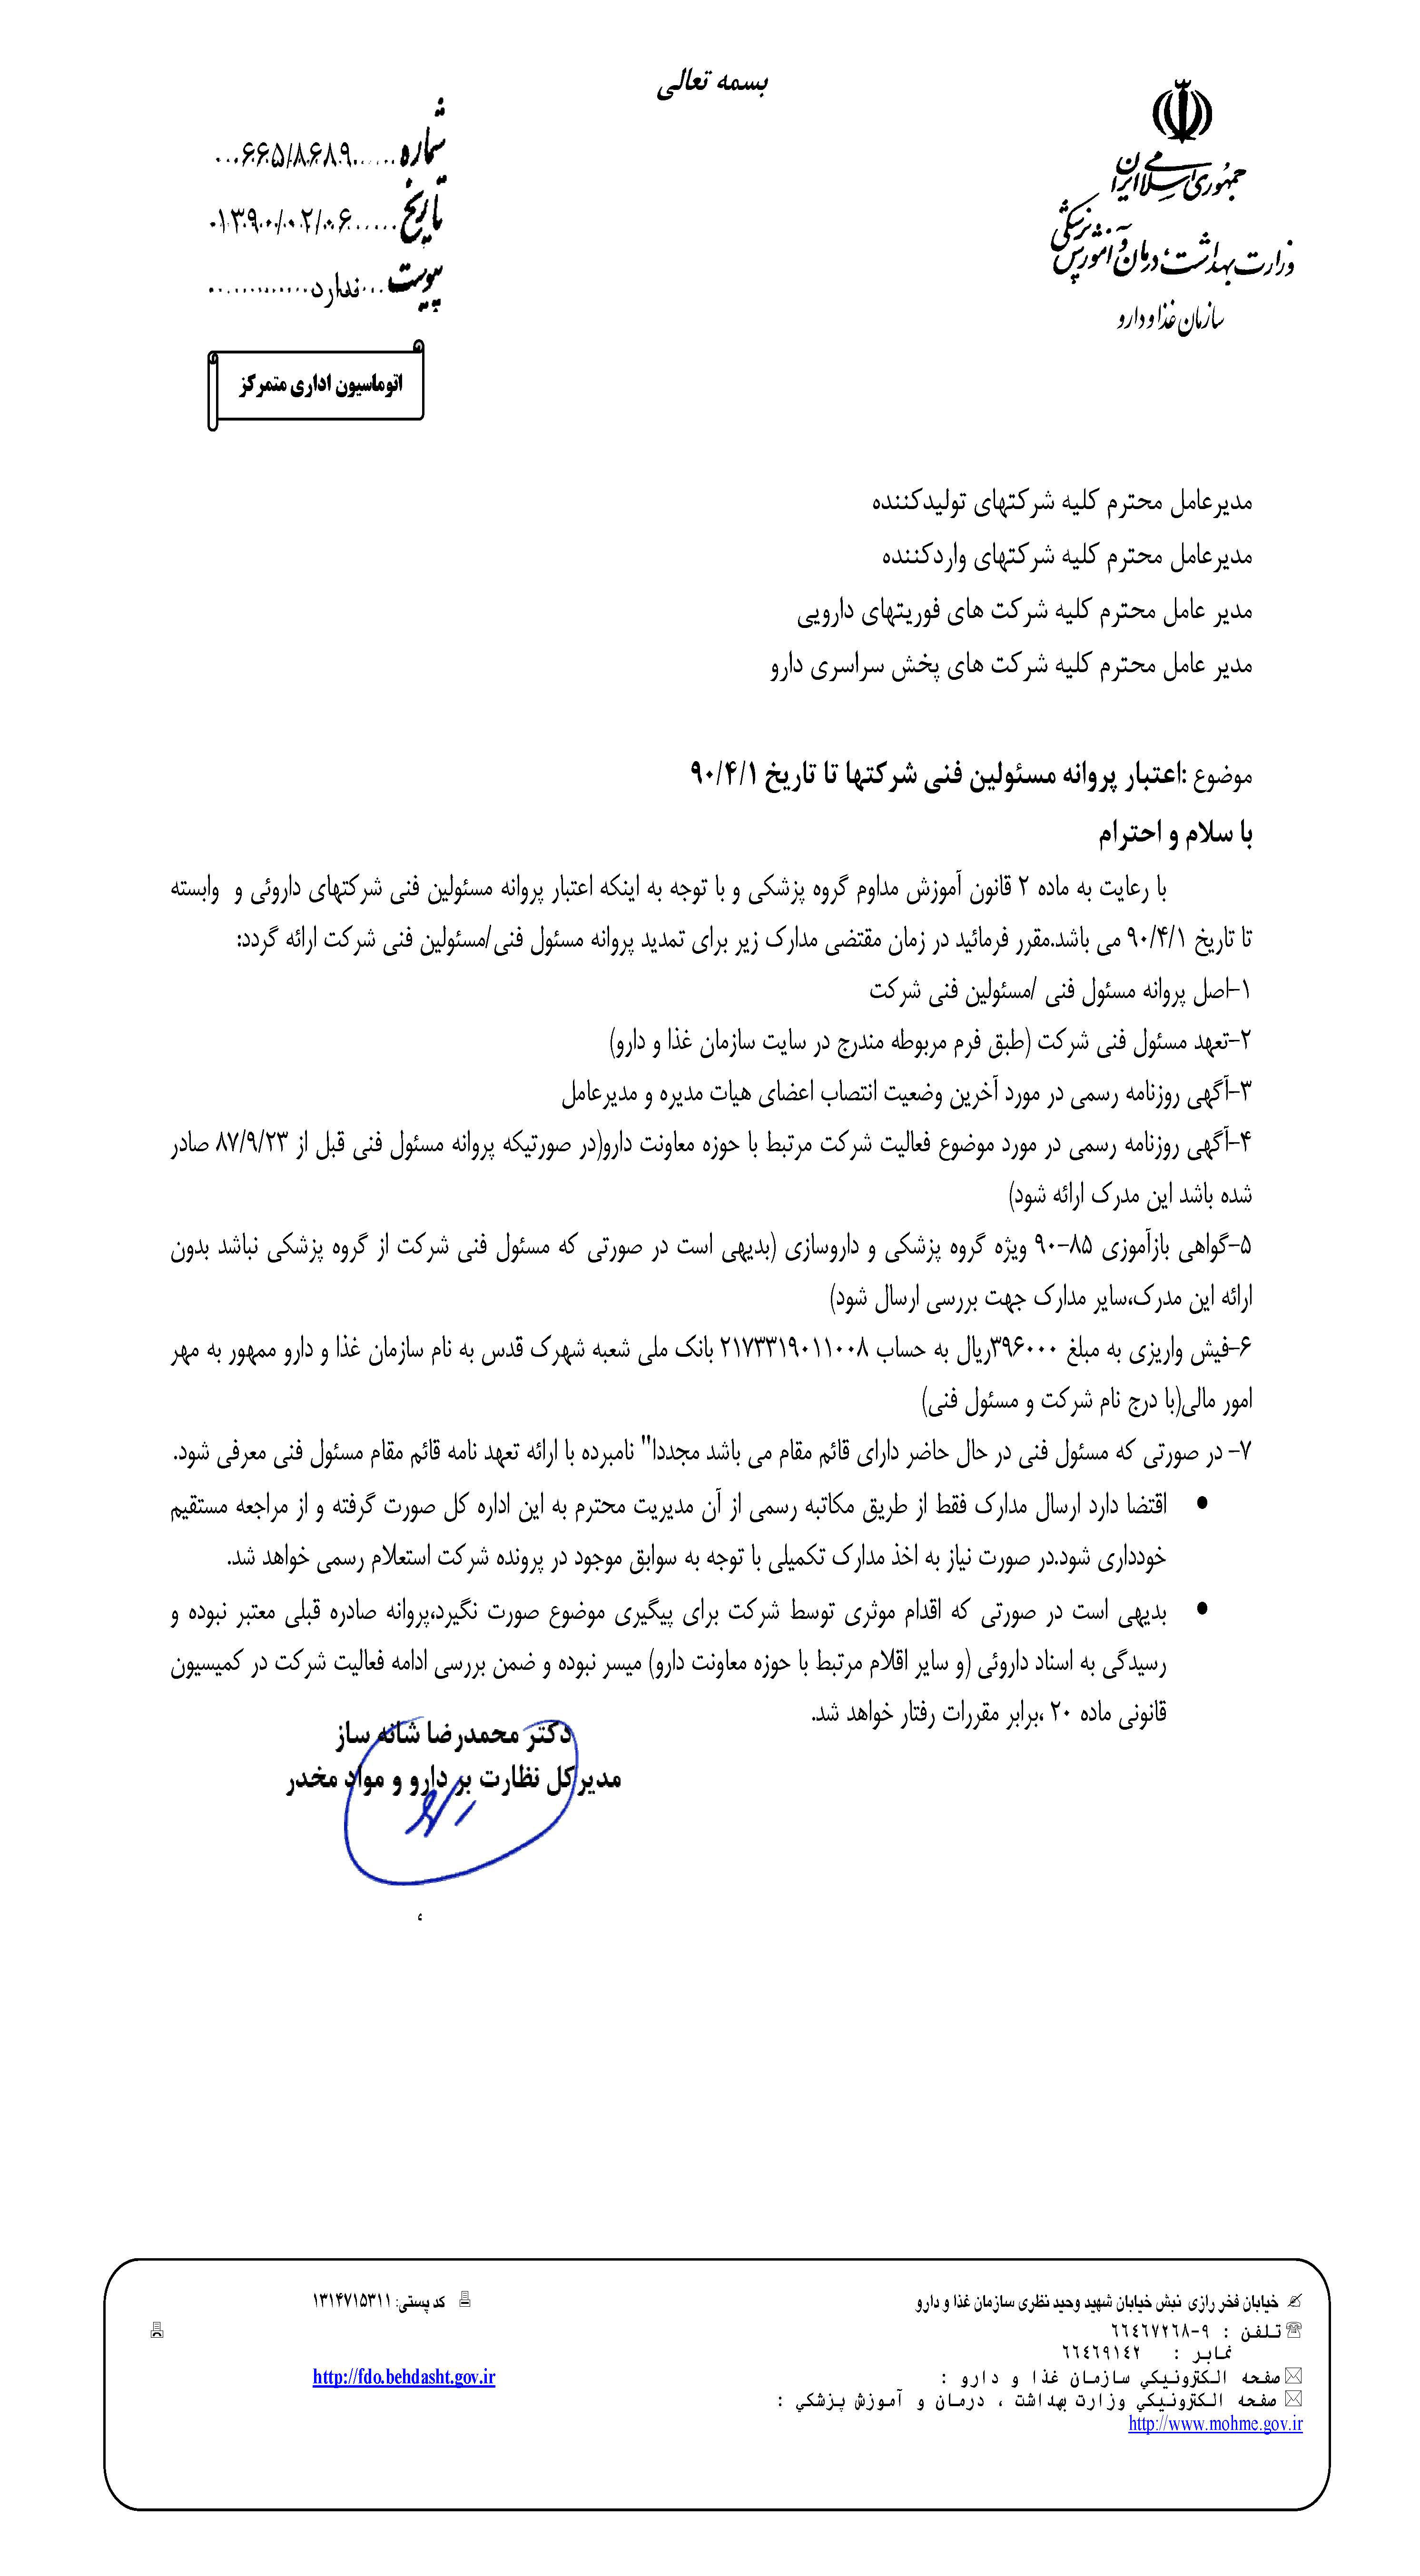 بسمه تعالی
جمهوری اسلامی ایران
وزارت بهداشت، درمان و آموزش پزشکی
سازمان غذا و دارو
شماره......۶۶۵/۸۶۸۹...
تاریخ.....۱۳۹۰/۰۲/۰۶.
پیوست...ندارد.............
اتوماسیون اداری متمرکز
مدیرعامل محترم کلیه شرکتهای تولیدکننده
مدیرعامل محترم کلیه شرکتهای واردکننده
مدیر عامل محترم کلیه شرکت های فوریتهای دارویی
مدیر عامل محترم کلیه شرکت های پخش سراسری دارو
موضوع :اعتبار پروانه مسئولین فنی شرکتها تا تاریخ ۹۰/۴/۱
با سلام و احترام
با رعایت به ماده ۲ قانون آموزش مداوم گروه پزشکی و با توجه به اینکه اعتبار پروانه مسئولین فنی شرکتهای داروئی و وابسته
تا تاریخ ۹۰/۴/۱ می باشد.مقرر فرمائید در زمان مقتضی مدارک زیر برای تمدید پروانه مسئول فنی/مسئولین فنی شرکت ارائه گردد:
۱-اصل پروانه مسئول فنی /مسئولین فنی شرکت
۲-تعهد مسئول فنی شرکت (طبق فرم مربوطه مندرج در سایت سازمان غذا و دارو)
۳-آگهی روزنامه رسمی در مورد آخرین وضعیت انتصاب اعضای هیات مدیره و مدیرعامل
۴-آگهی روزنامه رسمی در مورد موضوع فعالیت شرکت مرتبط با حوزه معاونت دارو(در صورتیکه پروانه مسئول فنی قبل از ۸۷/۹/۲۳ صادر
شده باشد این مدرک ارائه شود)
۵-گواهی بازآموزی ۸۵-۹۰ ویژه گروه پزشکی و داروسازی (بدیهی است در صورتی که مسئول فنی شرکت از گروه پزشکی نباشد بدون
ارائه این مدرک،سایر مدارک جهت بررسی ارسال شود)
۶-فیش واریزی به مبلغ ۳۹۶۰۰۰ریال به حساب ۲۱۷۳۳۱۹۰۱۱۰۰۸ بانک ملی شعبه شهرک قدس به نام سازمان غذا و دارو ممهور به مهر
امور مالی(با درج نام شرکت و مسئول فنی)
۷- در صورتی که مسئول فنی در حال حاضر دارای قائم مقام می باشد مجددا" نامبرده با ارائه تعهد نامه قائم مقام مسئول فنی معرفی شود.
• اقتضا دارد ارسال مدارک فقط از طریق مکاتبه رسمی از آن مدیریت محترم به این اداره کل صورت گرفته و از مراجعه مستقیم
خودداری شود.در صورت نیاز به اخذ مدارک تکمیلی با توجه به سوابق موجود در پرونده شرکت استعلام رسمی خواهد شد.
• بدیهی است در صورتی که اقدام موثری توسط شرکت برای پیگیری موضوع صورت نگیرد،پروانه صادره قبلی معتبر نبوده و
رسیدگی به اسناد داروئی (و سایر اقلام مرتبط با حوزه معاونت دارو) میسر نبوده و ضمن بررسی ادامه فعالیت شرکت در کمیسیون
قانونی ماده ۲۰ ،برابر مقررات رفتار خواهد شد.
دکتر محمدرضا شانه ساز
مدیرکل نظارت بر دارو و مواد مخدر
،
خیابان فخر رازی نبش خیابان شهید وحید نظری سازمان غذا و دارو
کد پستی: ۱۳۱۴۷۱۵۳۱۱
تـلـفـن : ۹-۶۶٤۶۷۲۶۸
نمابر : ۶۶٤۶۹۱٤۲
صفحه الکترونيکي سازمان غذا و دارو :
http://fdo.behdasht.gov.ir
صفحه الکترونيکي وزارت بهداشت ، درمان و آموزش پزشکي :
http://www.mohme.gov.ir